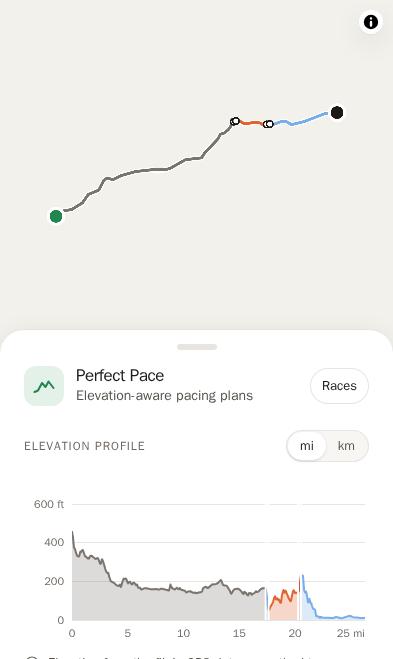 Perfect Pace
Elevation-aware pacing plans
Races
ELEVATION PROFILE
mi
km
600 ft
400
200
0
0
5
10
15
20
25 mi